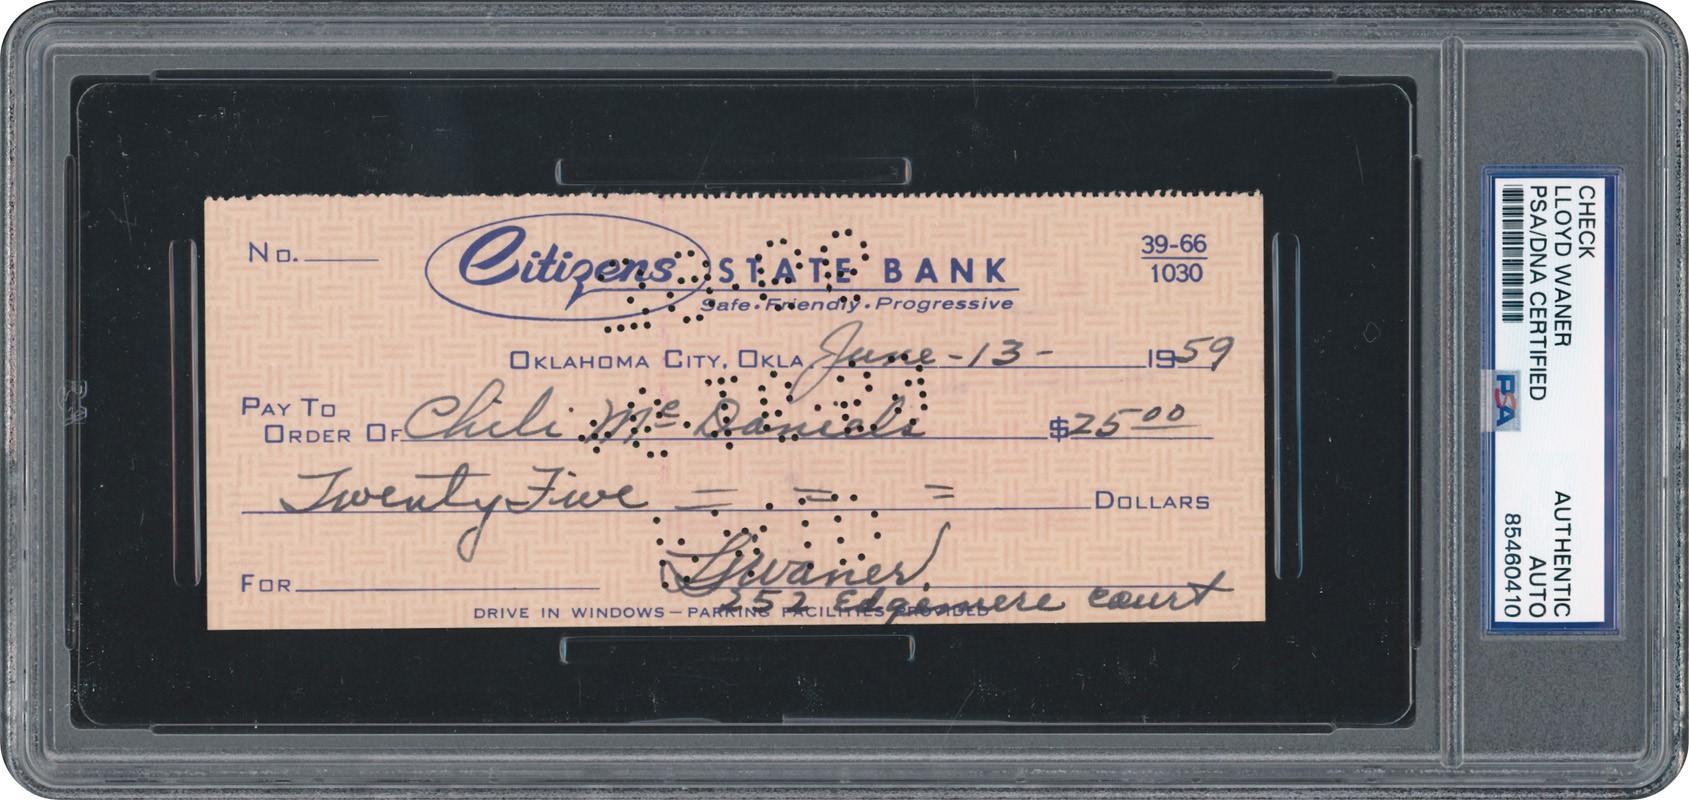 No.
Citizens STATE BANK
Safe • Friendly • Progressive
39-66
1030
OKLAHOMA CITY, OKLA. June - 13 - 1959
PAY TO
ORDER OF Chili McDaniels $25 00
Twenty Five = = = DOLLARS
FOR L Waner
252 Edgemere court
DRIVE IN WINDOWS — PARKING FACILITIES PROVIDED
CHECK
LLOYD WANER
PSA/DNA CERTIFIED
AUTHENTIC
AUTO
85460410
PSA